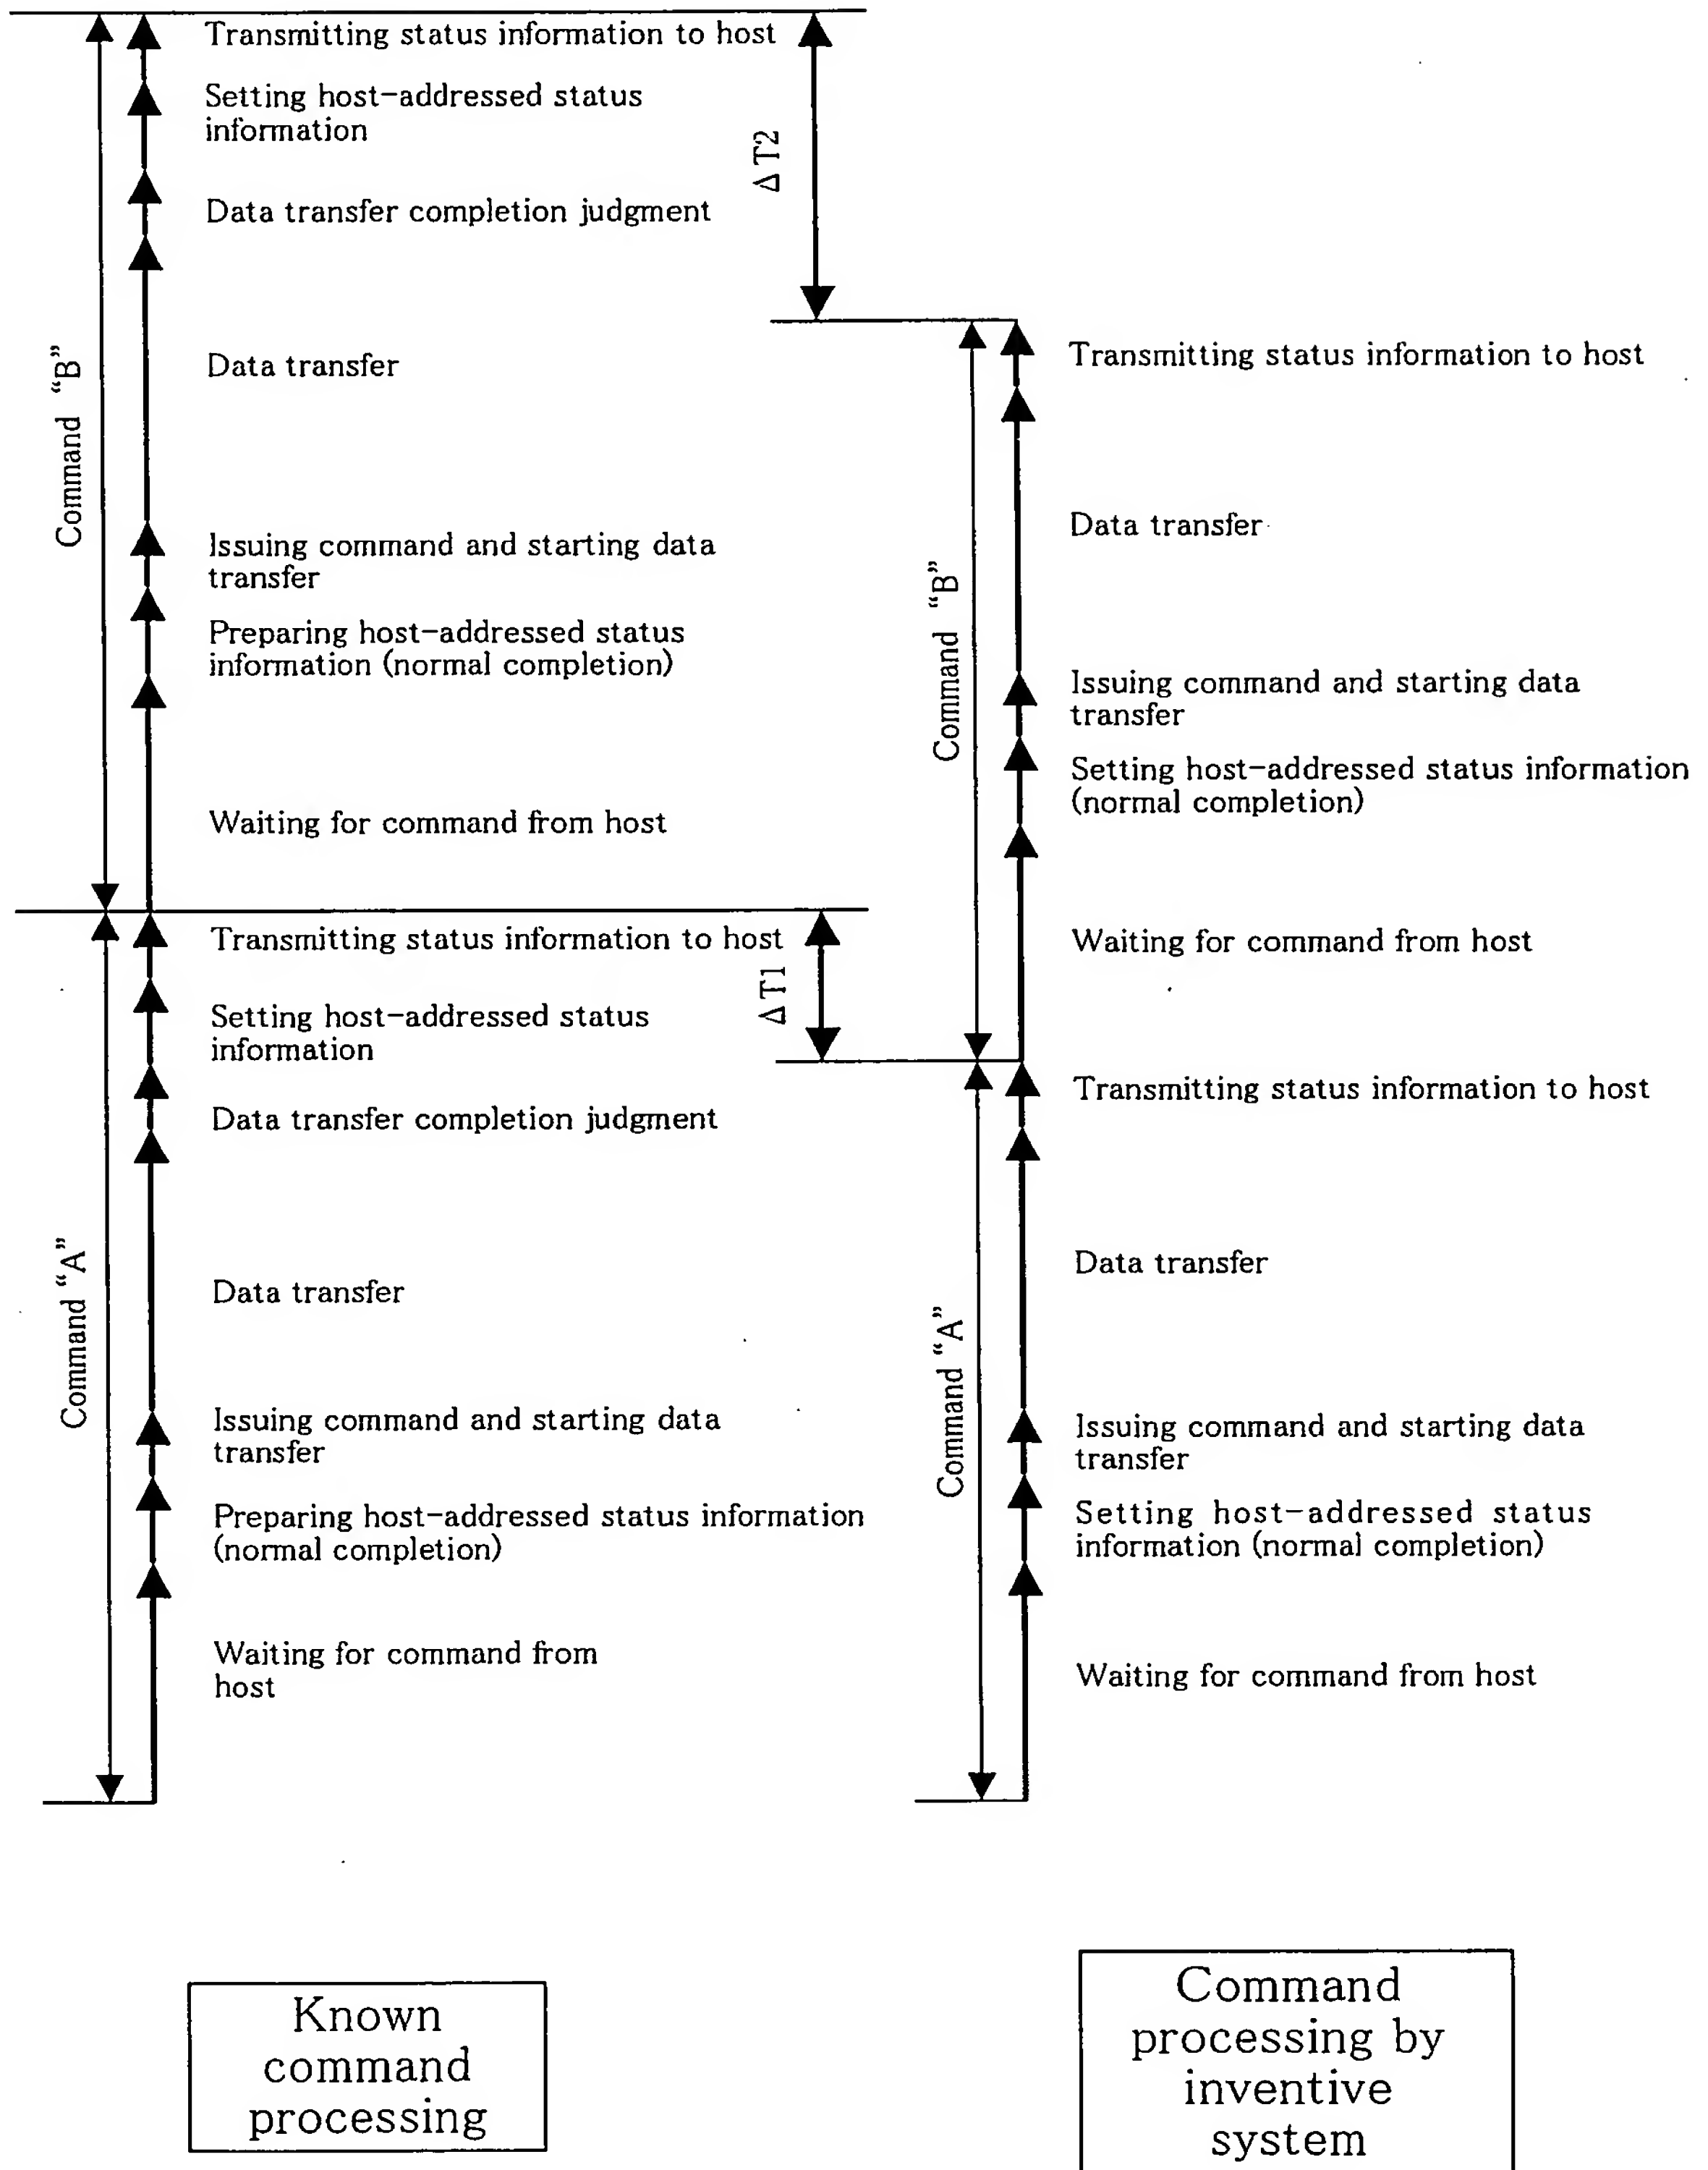 Transmitting status information to host
Setting host-addressed status
information
Data transfer completion judgment
Data transfer
Issuing command and starting data
transfer
Preparing host-addressed status
information (normal completion)
Waiting for command from host
Command "B"
ΔT2
Transmitting status information to host
Setting host-addressed status
information
Data transfer completion judgment
Data transfer
Issuing command and starting data
transfer
Preparing host-addressed status information
(normal completion)
Waiting for command from
host
Command "A"
ΔT1
Transmitting status information to host
Data transfer
Issuing command and starting data
transfer
Setting host-addressed status information
(normal completion)
Waiting for command from host
Command "B"
Transmitting status information to host
Data transfer
Issuing command and starting data
transfer
Setting host-addressed status
information (normal completion)
Waiting for command from host
Command "A"
Known
command
processing
Command
processing by
inventive
system